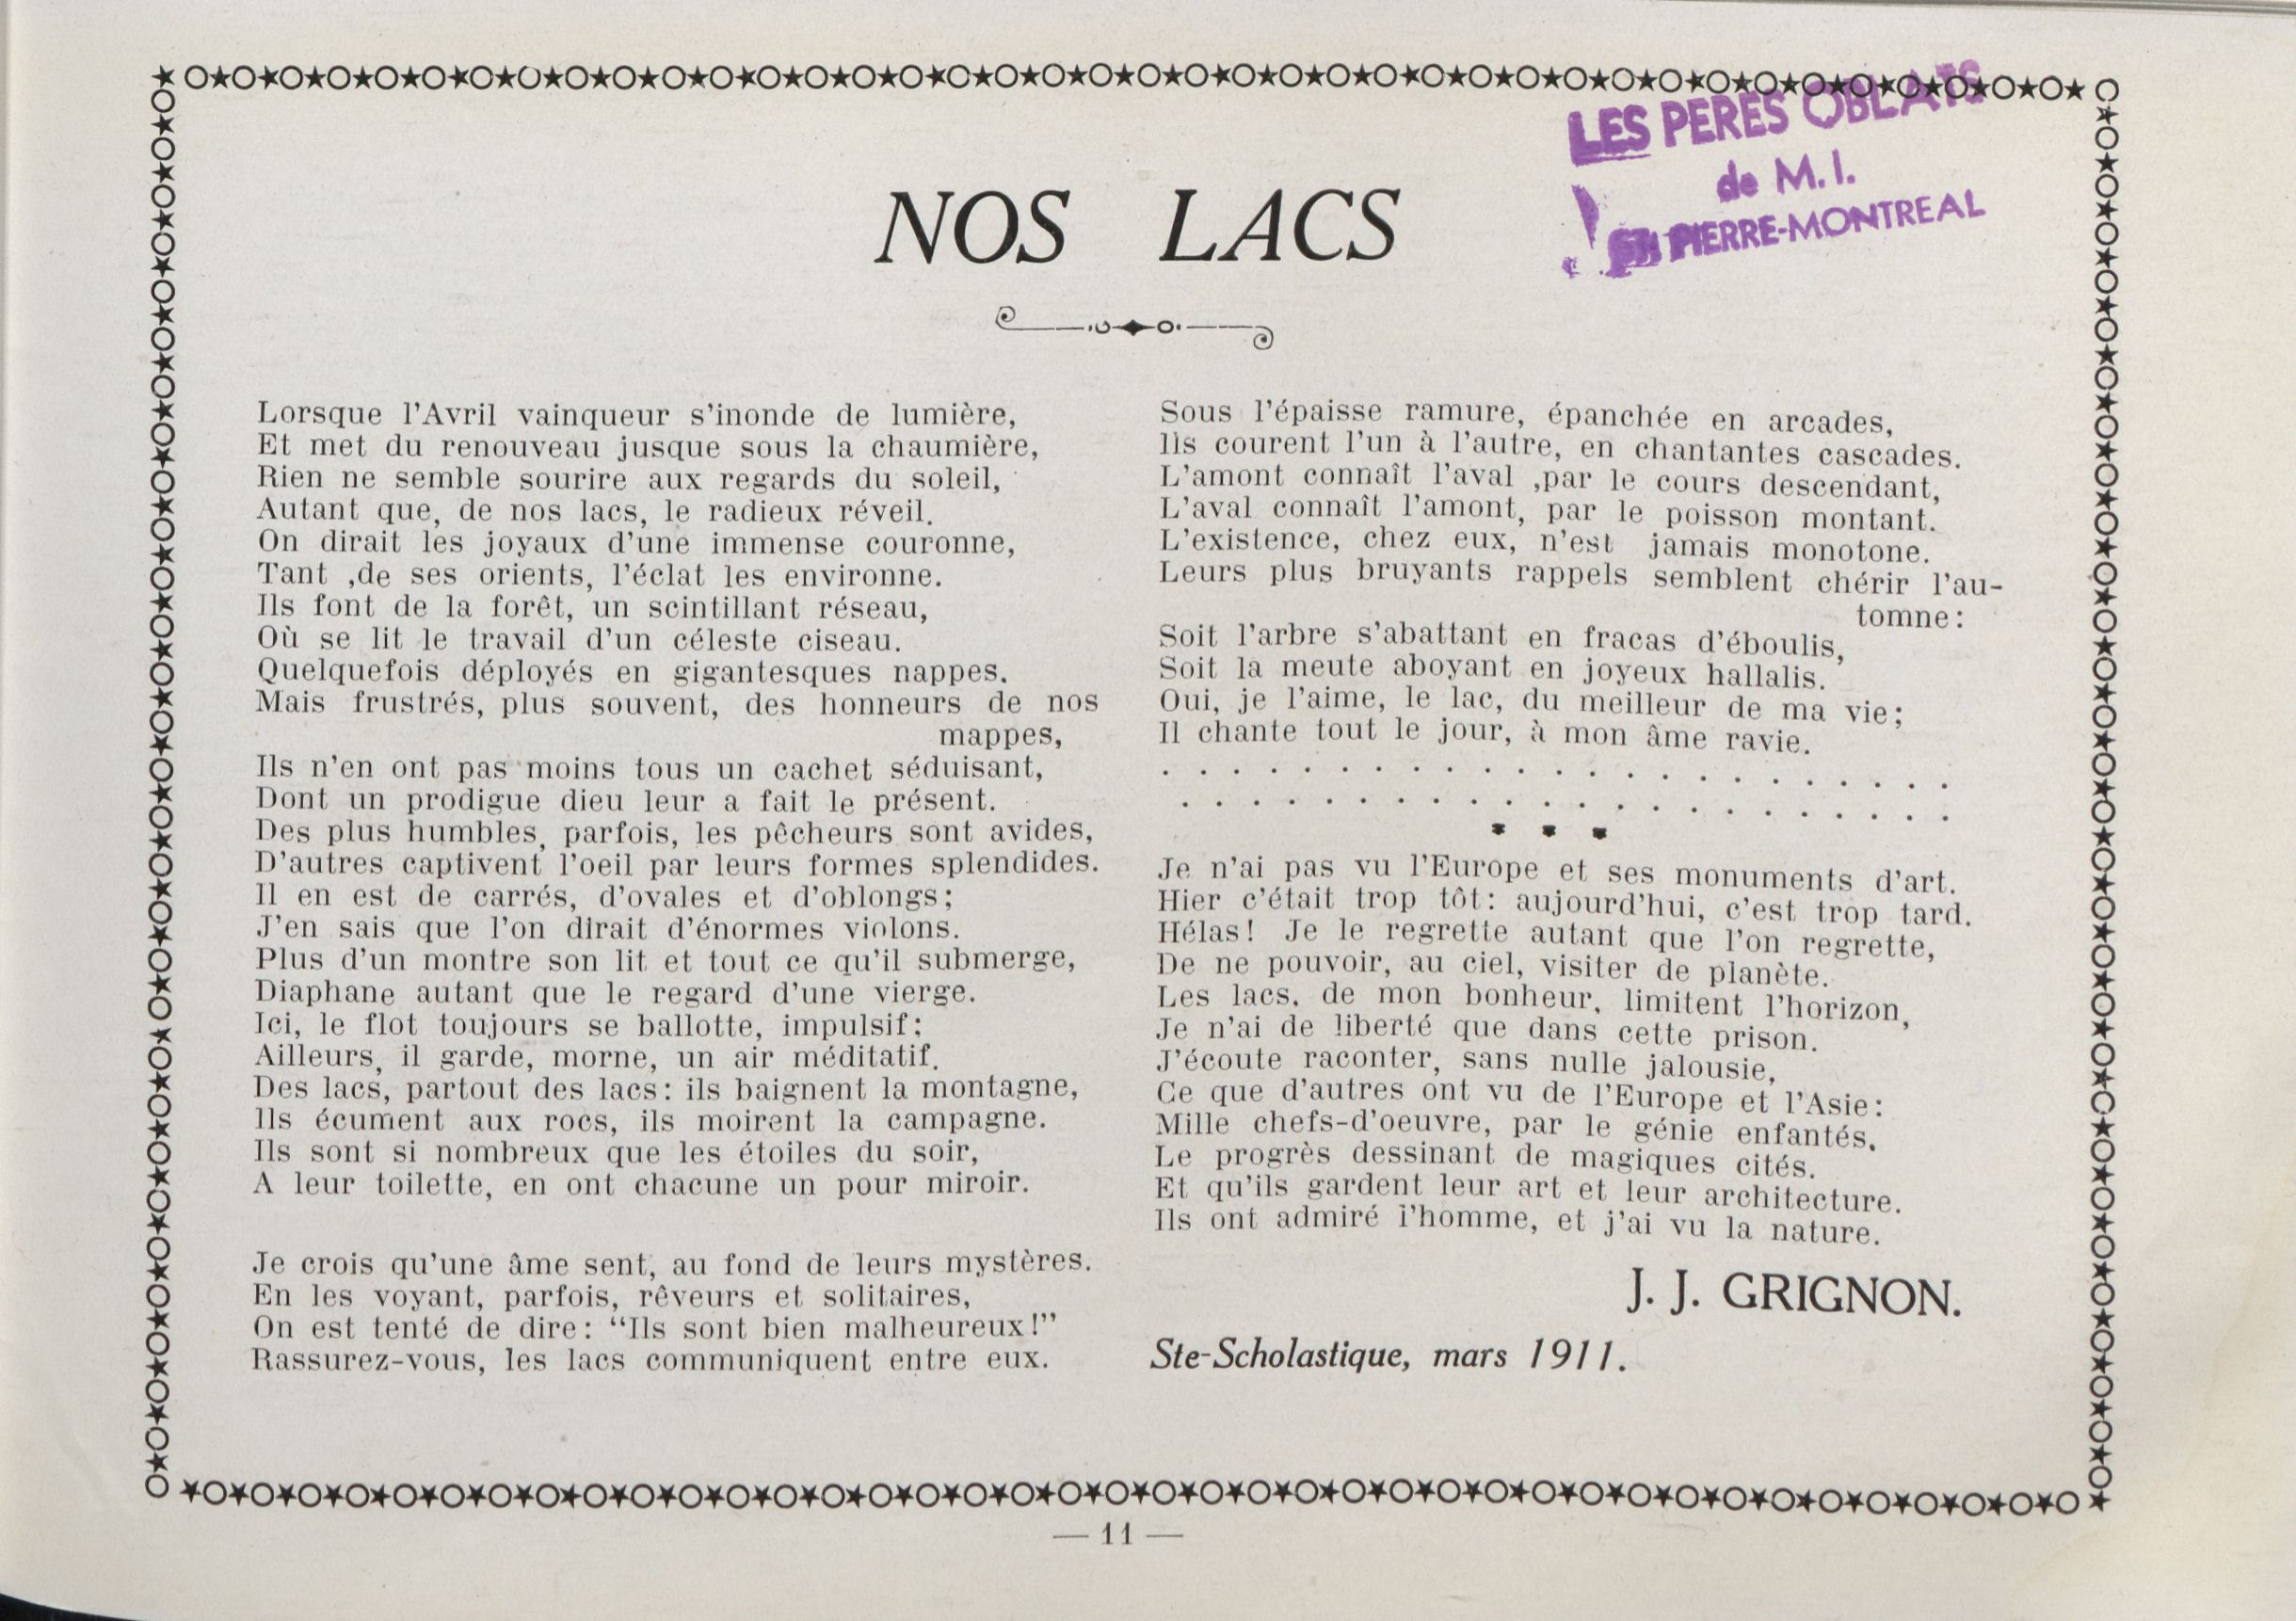 LES PERES OBLATS
de M. I.
PIERRE-MONTREAL
NOS LACS
Lorsque l'Avril vainqueur s'inonde de lumière,
Et met du renouveau jusque sous la chaumière,
Rien ne semble sourire aux regards du soleil,
Autant que, de nos lacs, le radieux réveil.
On dirait les joyaux d'une immense couronne,
Tant ,de ses orients, l'éclat les environne.
Ils font de la forêt, un scintillant réseau,
Où se lit le travail d'un céleste ciseau.
Quelquefois déployés en gigantesques nappes.
Mais frustrés, plus souvent, des honneurs de nos
mappes,
Ils n'en ont pas moins tous un cachet séduisant,
Dont un prodigue dieu leur a fait le présent.
Des plus humbles, parfois, les pêcheurs sont avides,
D'autres captivent l'oeil par leurs formes splendides.
Il en est de carrés, d'ovales et d'oblongs;
J'en sais que l'on dirait d'énormes violons.
Plus d'un montre son lit et tout ce qu'il submerge,
Diaphane autant que le regard d'une vierge.
Ici, le flot toujours se ballotte, impulsif;
Ailleurs, il garde, morne, un air méditatif.
Des lacs, partout des lacs: ils baignent la montagne,
Ils écument aux rocs, ils moirent la campagne.
Ils sont si nombreux que les étoiles du soir,
A leur toilette, en ont chacune un pour miroir.
Je crois qu'une âme sent, au fond de leurs mystères.
En les voyant, parfois, rêveurs et solitaires,
On est tenté de dire: "Ils sont bien malheureux!"
Rassurez-vous, les lacs communiquent entre eux.
Sous l'épaisse ramure, épanchée en arcades,
Ils courent l'un à l'autre, en chantantes cascades.
L'amont connaît l'aval ,par le cours descendant,
L'aval connaît l'amont, par le poisson montant.
L'existence, chez eux, n'est jamais monotone.
Leurs plus bruyants rappels semblent chérir l'au-
tomne:
Soit l'arbre s'abattant en fracas d'éboulis,
Soit la meute aboyant en joyeux hallalis.
Oui, je l'aime, le lac, du meilleur de ma vie;
Il chante tout le jour, à mon âme ravie.
. . . . . . . . . . . . . . . . . . . . . . .
. . . . . . . . . . . . . . . . . . . . . .
* * *
Je n'ai pas vu l'Europe et ses monuments d'art.
Hier c'était trop tôt: aujourd'hui, c'est trop tard.
Hélas! Je le regrette autant que l'on regrette,
De ne pouvoir, au ciel, visiter de planète.
Les lacs, de mon bonheur, limitent l'horizon,
Je n'ai de liberté que dans cette prison.
J'écoute raconter, sans nulle jalousie,
Ce que d'autres ont vu de l'Europe et l'Asie:
Mille chefs-d'oeuvre, par le génie enfantés,
Le progrès dessinant de magiques cités.
Et qu'ils gardent leur art et leur architecture.
Ils ont admiré l'homme, et j'ai vu la nature.
J. J. GRIGNON.
Ste-Scholastique, mars 1911.
— 11 —